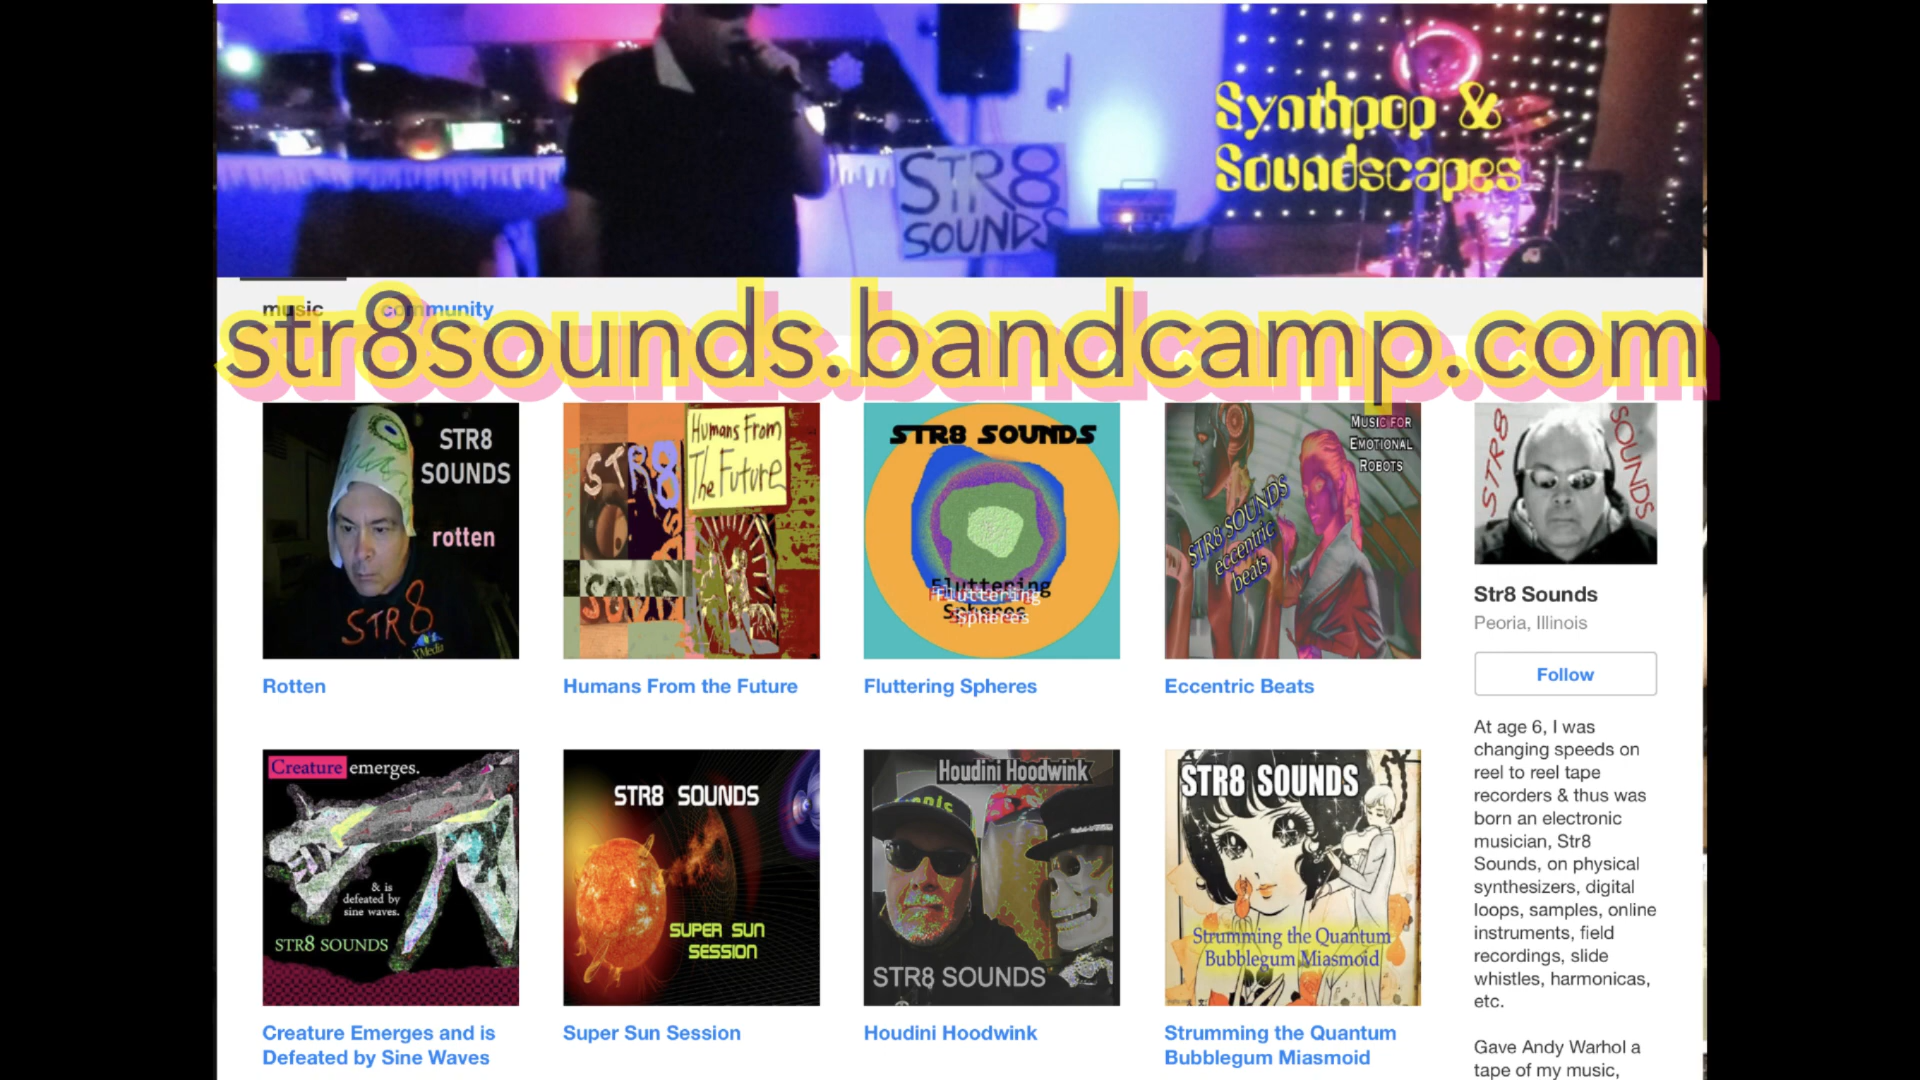 Synthpop &
Soundscapes
STR8
SOUNDS
music
community
str8sounds.bandcamp.com
STR8
SOUNDS
rotten
STR8
XMedia
Rotten
STR8
Humans From
The Future
Humans From the Future
STR8 SOUNDS
Fluttering
Spheres
Fluttering
Spheres
Fluttering Spheres
Music for
Emotional
Robots
STR8 SOUNDS
eccentric
beats
Eccentric Beats
Creature emerges.
& is
defeated by
sine waves.
STR8 SOUNDS
Creature Emerges and is
Defeated by Sine Waves
STR8 SOUNDS
SUPER SUN
SESSION
Super Sun Session
Houdini Hoodwink
STR8 SOUNDS
Houdini Hoodwink
STR8 SOUNDS
Strumming the Quantum
Bubblegum Miasmoid
Strumming the Quantum
Bubblegum Miasmoid
STR8
SOUNDS
Str8 Sounds
Peoria, Illinois
Follow
At age 6, I was
changing speeds on
reel to reel tape
recorders & thus was
born an electronic
musician, Str8
Sounds, on physical
synthesizers, digital
loops, samples, online
instruments, field
recordings, slide
whistles, harmonicas,
etc.
Gave Andy Warhol a
tape of my music,